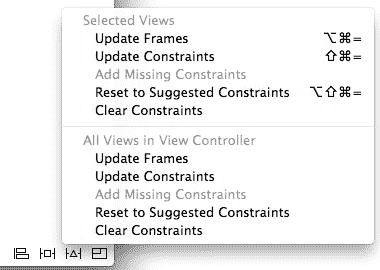 Selected Views
Update Frames ⌥⌘=
Update Constraints ⇧⌘=
Add Missing Constraints
Reset to Suggested Constraints ⌥⇧⌘=
Clear Constraints
All Views in View Controller
Update Frames
Update Constraints
Add Missing Constraints
Reset to Suggested Constraints
Clear Constraints